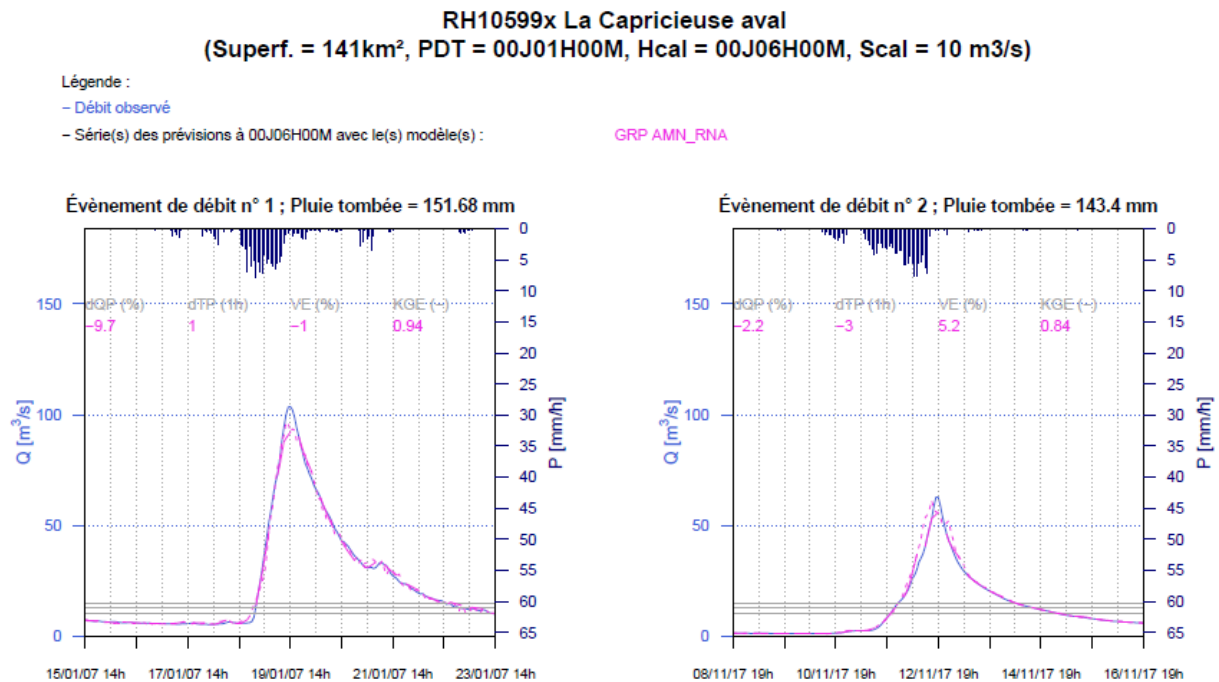 RH10599x La Capricieuse aval
(Superf. = 141km², PDT = 00J01H00M, Hcal = 00J06H00M, Scal = 10 m3/s)
Légende :
– Débit observé
– Série(s) des prévisions à 00J06H00M avec le(s) modèle(s) : GRP AMN_RNA
Évènement de débit n° 1 ; Pluie tombée = 151.68 mm
dQP (%) dTP (1h) VE (%) KGE (–)
–9.7 1 –1 0.94
150
100
50
0
Q [m³/s]
0
5
10
15
20
25
30
35
40
45
50
55
60
65
P [mm/h]
15/01/07 14h 17/01/07 14h 19/01/07 14h 21/01/07 14h 23/01/07 14h
Évènement de débit n° 2 ; Pluie tombée = 143.4 mm
dQP (%) dTP (1h) VE (%) KGE (–)
–2.2 –3 5.2 0.84
150
100
50
0
Q [m³/s]
0
5
10
15
20
25
30
35
40
45
50
55
60
65
P [mm/h]
08/11/17 19h 10/11/17 19h 12/11/17 19h 14/11/17 19h 16/11/17 19h